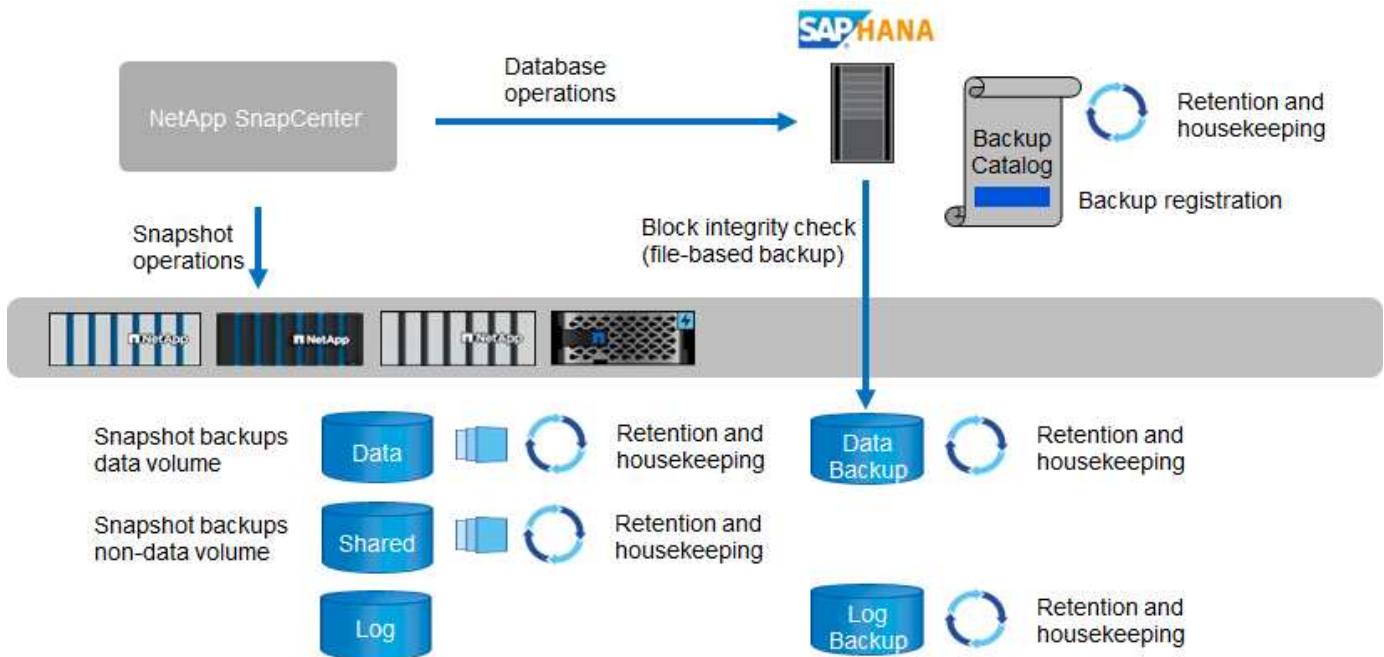 SAP HANA
NetApp SnapCenter
Database
operations
Backup
Catalog
Retention and
housekeeping
Backup registration
Snapshot
operations
Block integrity check
(file-based backup)
NetApp
NetApp
NetApp
Snapshot backups
data volume
Data
Retention and
housekeeping
Data
Backup
Retention and
housekeeping
Snapshot backups
non-data volume
Shared
Retention and
housekeeping
Log
Log
Backup
Retention and
housekeeping